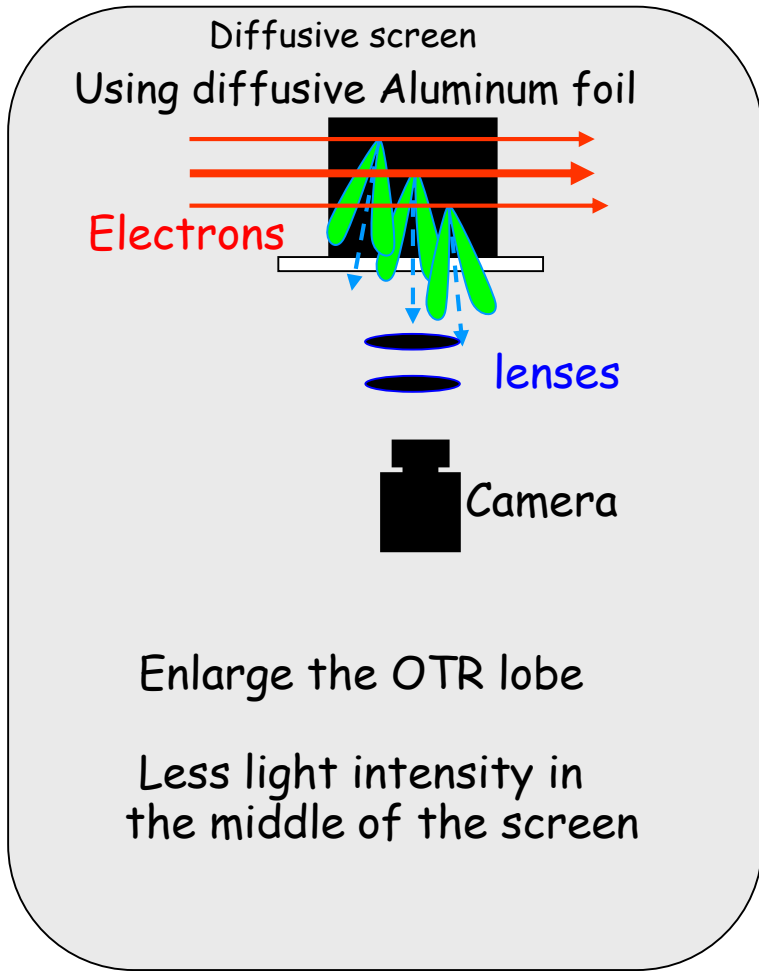 Diffusive screen
Using diffusive Aluminum foil
Electrons
lenses
Camera
Enlarge the OTR lobe
Less light intensity in
the middle of the screen